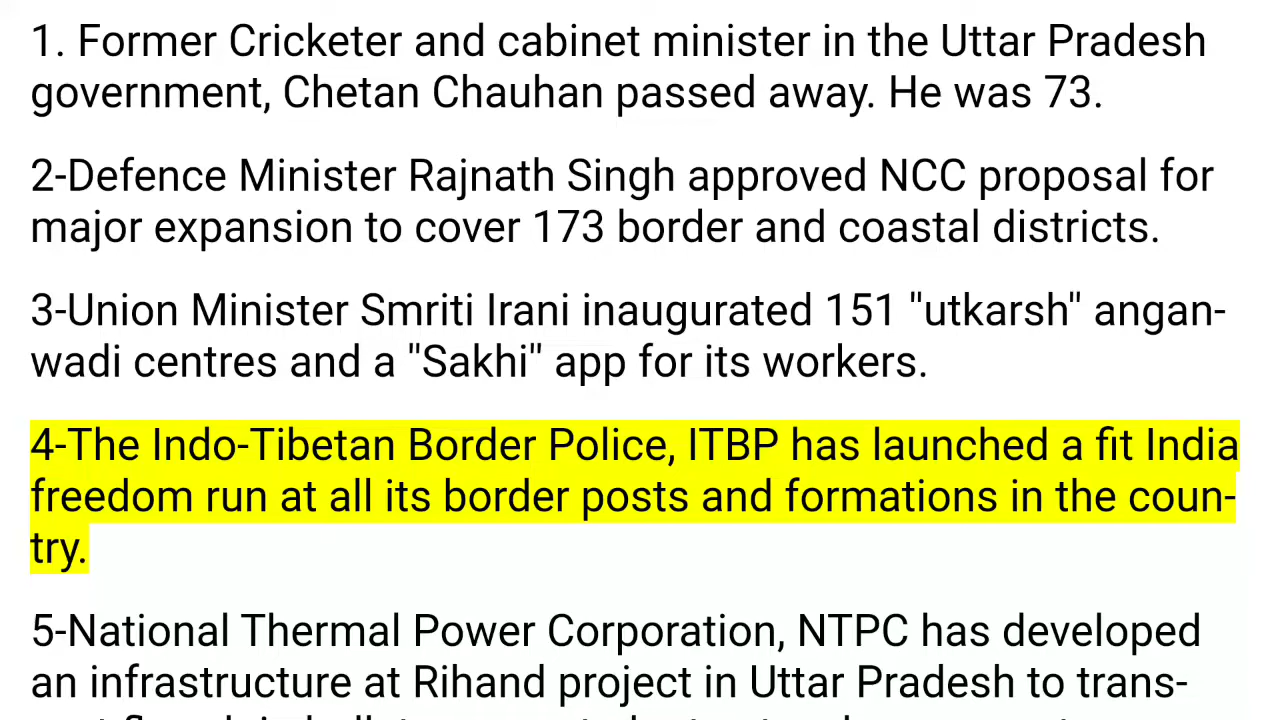 1. Former Cricketer and cabinet minister in the Uttar Pradesh
government, Chetan Chauhan passed away. He was 73.
2-Defence Minister Rajnath Singh approved NCC proposal for
major expansion to cover 173 border and coastal districts.
3-Union Minister Smriti Irani inaugurated 151 "utkarsh" angan-
wadi centres and a "Sakhi" app for its workers.
4-The Indo-Tibetan Border Police, ITBP has launched a fit India
freedom run at all its border posts and formations in the coun-
try.
5-National Thermal Power Corporation, NTPC has developed
an infrastructure at Rihand project in Uttar Pradesh to trans-